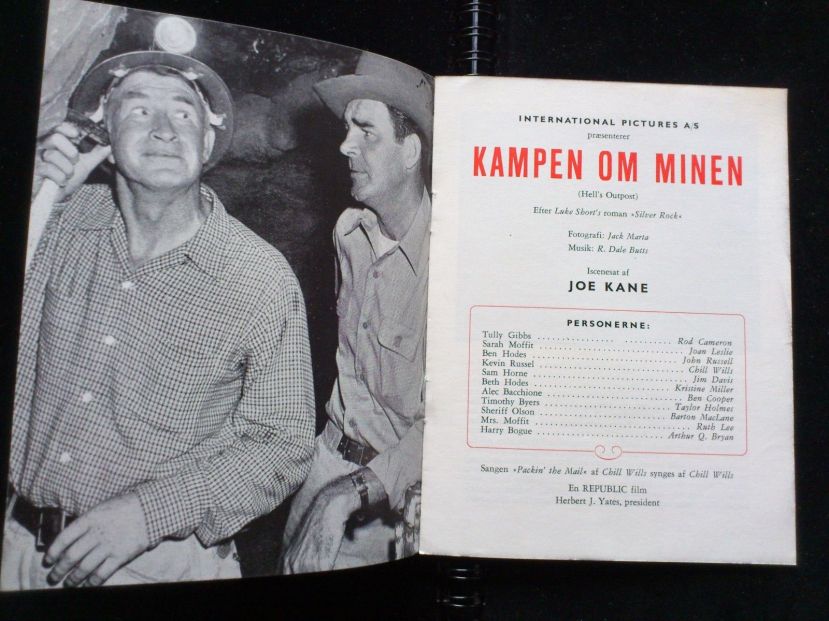 INTERNATIONAL PICTURES A/S
præsenterer
KAMPEN OM MINEN
(Hell's Outpost)
Efter Luke Short's roman »Silver Rock«
Fotografi: Jack Marta
Musik: R. Dale Butts
Iscenesat af
JOE KANE
PERSONERNE:
Tully Gibbs .................... Rod Cameron
Sarah Moffit .................... Joan Leslie
Ben Hodes .................... John Russell
Kevin Russel .................... Chill Wills
Sam Horne .................... Jim Davis
Beth Hodes .................... Kristine Miller
Alec Bacchione .................... Ben Cooper
Timothy Byers .................... Taylor Holmes
Sheriff Olson .................... Barton MacLane
Mrs. Moffit .................... Ruth Lee
Harry Bogue .................... Arthur Q. Bryan
Sangen »Packin' the Mail« af Chill Wills synges af Chill Wills
En REPUBLIC film
Herbert J. Yates, president